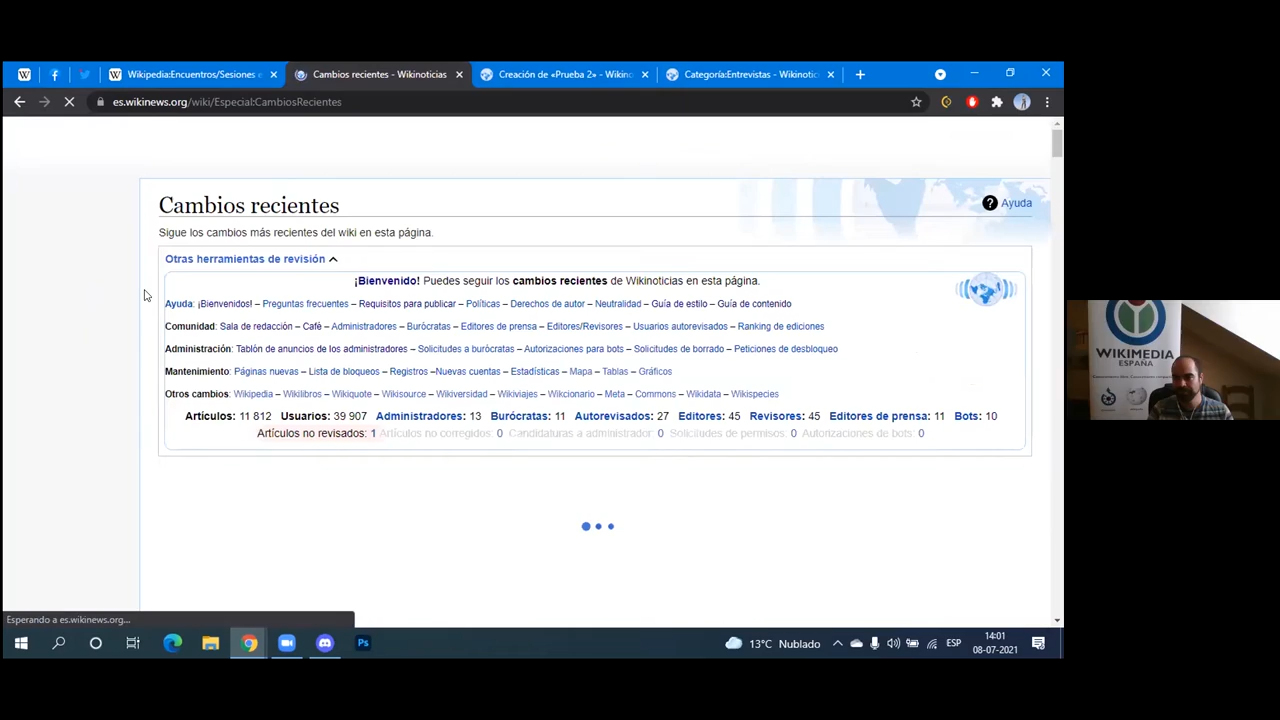 Wikipedia:Encuentros/Sesiones e
Cambios recientes - Wikinoticias
Creación de «Prueba 2» - Wikino
Categoría:Entrevistas - Wikinotic
es.wikinews.org/wiki/Especial:CambiosRecientes
Cambios recientes
Ayuda
Sigue los cambios más recientes del wiki en esta página.
Otras herramientas de revisión
¡Bienvenido! Puedes seguir los cambios recientes de Wikinoticias en esta página.
Ayuda: ¡Bienvenidos! – Preguntas frecuentes – Requisitos para publicar – Políticas – Derechos de autor – Neutralidad – Guía de estilo – Guía de contenido
Comunidad: Sala de redacción – Café – Administradores – Burócratas – Editores de prensa – Editores/Revisores – Usuarios autorevisados – Ranking de ediciones
Administración: Tablón de anuncios de los administradores – Solicitudes a burócratas – Autorizaciones para bots – Solicitudes de borrado – Peticiones de desbloqueo
Mantenimiento: Páginas nuevas – Lista de bloqueos – Registros –Nuevas cuentas – Estadísticas – Mapa – Tablas – Gráficos
Otros cambios: Wikipedia – Wikilibros – Wikiquote – Wikisource – Wikiversidad – Wikiviajes – Wikcionario – Meta – Commons – Wikidata – Wikispecies
Artículos: 11 812 Usuarios: 39 907 Administradores: 13 Burócratas: 11 Autorevisados: 27 Editores: 45 Revisores: 45 Editores de prensa: 11 Bots: 10
Artículos no revisados: 1 Artículos no corregidos: 0 Candidaturas a administrador: 0 Solicitudes de permisos: 0 Autorizaciones de bots: 0
WIKIMEDIA
ESPAÑA
Esperando a es.wikinews.org...
13°C Nublado
ESP
14:01
08-07-2021